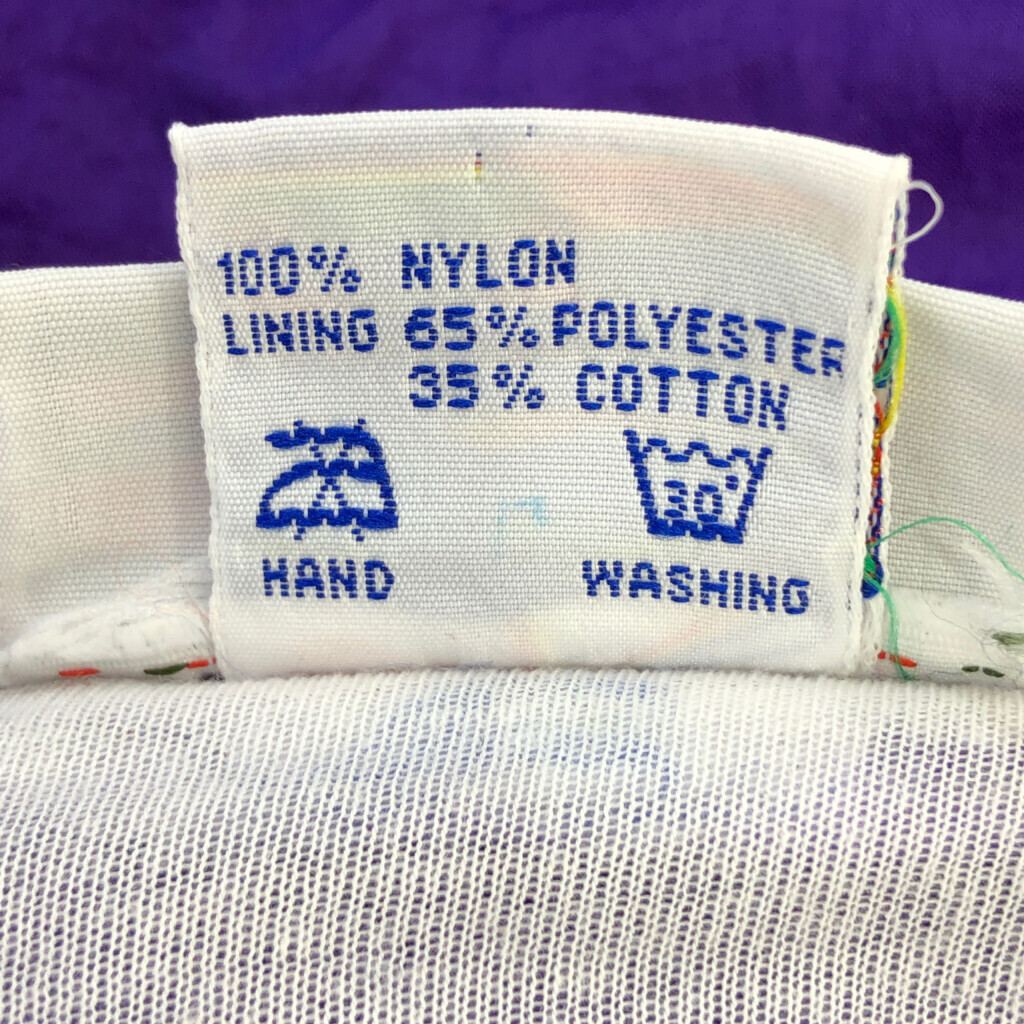 100% NYLON
LINING 65% POLYESTER
35% COTTON
30°
HAND WASHING